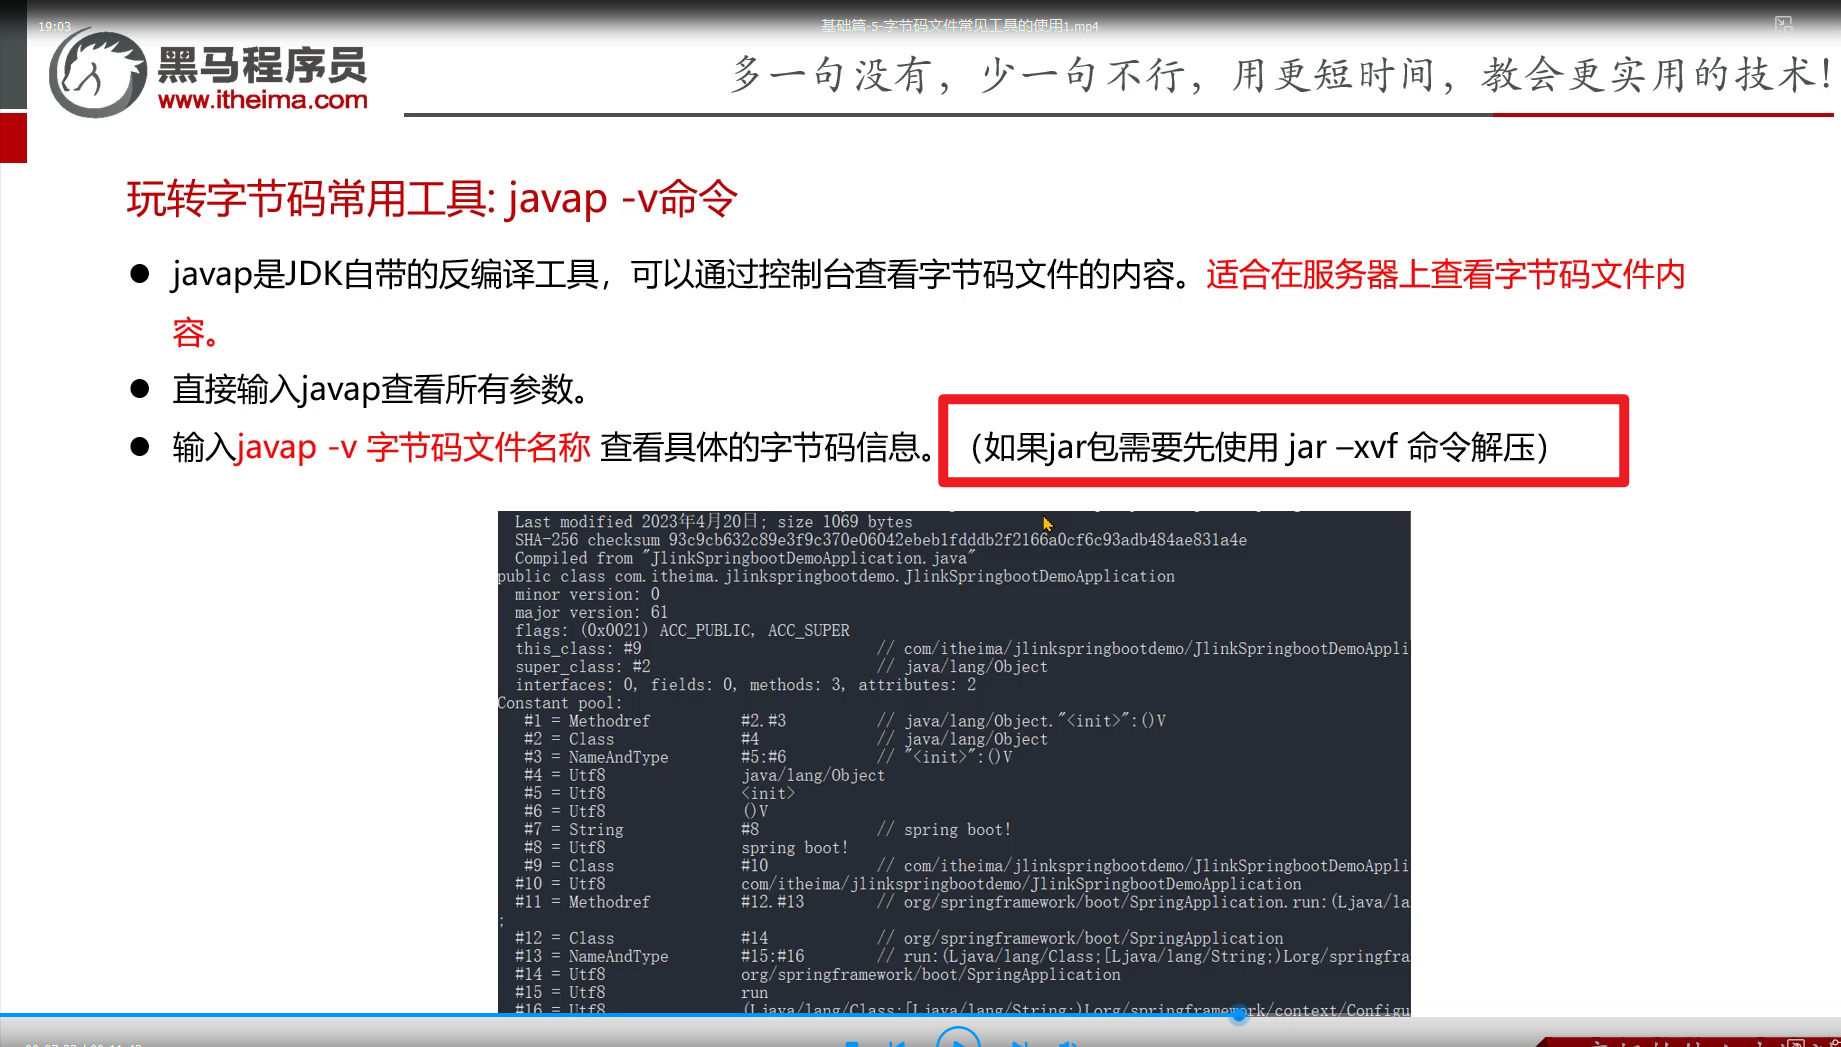 19:03
基础篇-5-字节码文件常见工具的使用1.mp4
黑马程序员
www.itheima.com
多一句没有，少一句不行，用更短时间，教会更实用的技术！
玩转字节码常用工具: javap -v命令
javap是JDK自带的反编译工具，可以通过控制台查看字节码文件的内容。适合在服务器上查看字节码文件内
容。
直接输入javap查看所有参数。
输入javap -v 字节码文件名称 查看具体的字节码信息。（如果jar包需要先使用 jar –xvf 命令解压）
Last modified 2023年4月20日; size 1069 bytes
SHA-256 checksum 93c9cb632c89e3f9c370e06042ebeb1fdddb2f2166a0cf6c93adb484ae831a4e
Compiled from "JlinkSpringbootDemoApplication.java"
public class com.itheima.jlinkspringbootdemo.JlinkSpringbootDemoApplication
minor version: 0
major version: 61
flags: (0x0021) ACC_PUBLIC, ACC_SUPER
this_class: #9 // com/itheima/jlinkspringbootdemo/JlinkSpringbootDemoAppli
super_class: #2 // java/lang/Object
interfaces: 0, fields: 0, methods: 3, attributes: 2
Constant pool:
#1 = Methodref #2.#3 // java/lang/Object."<init>":()V
#2 = Class #4 // java/lang/Object
#3 = NameAndType #5:#6 // "<init>":()V
#4 = Utf8 java/lang/Object
#5 = Utf8 <init>
#6 = Utf8 ()V
#7 = String #8 // spring boot!
#8 = Utf8 spring boot!
#9 = Class #10 // com/itheima/jlinkspringbootdemo/JlinkSpringbootDemoAppli
#10 = Utf8 com/itheima/jlinkspringbootdemo/JlinkSpringbootDemoApplication
#11 = Methodref #12.#13 // org/springframework/boot/SpringApplication.run:(Ljava/la
;
#12 = Class #14 // org/springframework/boot/SpringApplication
#13 = NameAndType #15:#16 // run:(Ljava/lang/Class;[Ljava/lang/String;)Lorg/springfra
#14 = Utf8 org/springframework/boot/SpringApplication
#15 = Utf8 run
#16 = Utf8 (Ljava/lang/Class;[Ljava/lang/String;)Lorg/springframework/context/Configu